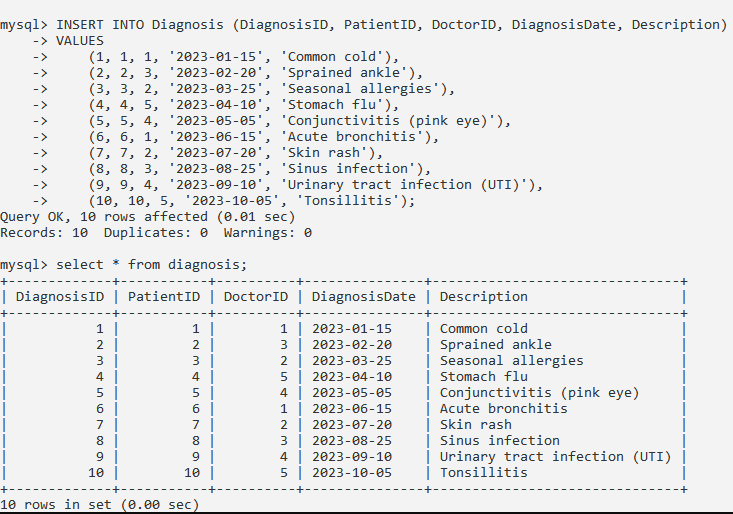 mysql> INSERT INTO Diagnosis (DiagnosisID, PatientID, DoctorID, DiagnosisDate, Description)
    -> VALUES
    ->     (1, 1, 1, '2023-01-15', 'Common cold'),
    ->     (2, 2, 3, '2023-02-20', 'Sprained ankle'),
    ->     (3, 3, 2, '2023-03-25', 'Seasonal allergies'),
    ->     (4, 4, 5, '2023-04-10', 'Stomach flu'),
    ->     (5, 5, 4, '2023-05-05', 'Conjunctivitis (pink eye)'),
    ->     (6, 6, 1, '2023-06-15', 'Acute bronchitis'),
    ->     (7, 7, 2, '2023-07-20', 'Skin rash'),
    ->     (8, 8, 3, '2023-08-25', 'Sinus infection'),
    ->     (9, 9, 4, '2023-09-10', 'Urinary tract infection (UTI)'),
    ->     (10, 10, 5, '2023-10-05', 'Tonsillitis');
Query OK, 10 rows affected (0.01 sec)
Records: 10  Duplicates: 0  Warnings: 0
mysql> select * from diagnosis;
+-------------+-----------+----------+---------------+-------------------------------+
| DiagnosisID | PatientID | DoctorID | DiagnosisDate | Description                   |
+-------------+-----------+----------+---------------+-------------------------------+
|           1 |         1 |        1 | 2023-01-15    | Common cold                   |
|           2 |         2 |        3 | 2023-02-20    | Sprained ankle                |
|           3 |         3 |        2 | 2023-03-25    | Seasonal allergies            |
|           4 |         4 |        5 | 2023-04-10    | Stomach flu                   |
|           5 |         5 |        4 | 2023-05-05    | Conjunctivitis (pink eye)     |
|           6 |         6 |        1 | 2023-06-15    | Acute bronchitis              |
|           7 |         7 |        2 | 2023-07-20    | Skin rash                     |
|           8 |         8 |        3 | 2023-08-25    | Sinus infection               |
|           9 |         9 |        4 | 2023-09-10    | Urinary tract infection (UTI) |
|          10 |        10 |        5 | 2023-10-05    | Tonsillitis                   |
+-------------+-----------+----------+---------------+-------------------------------+
10 rows in set (0.00 sec)